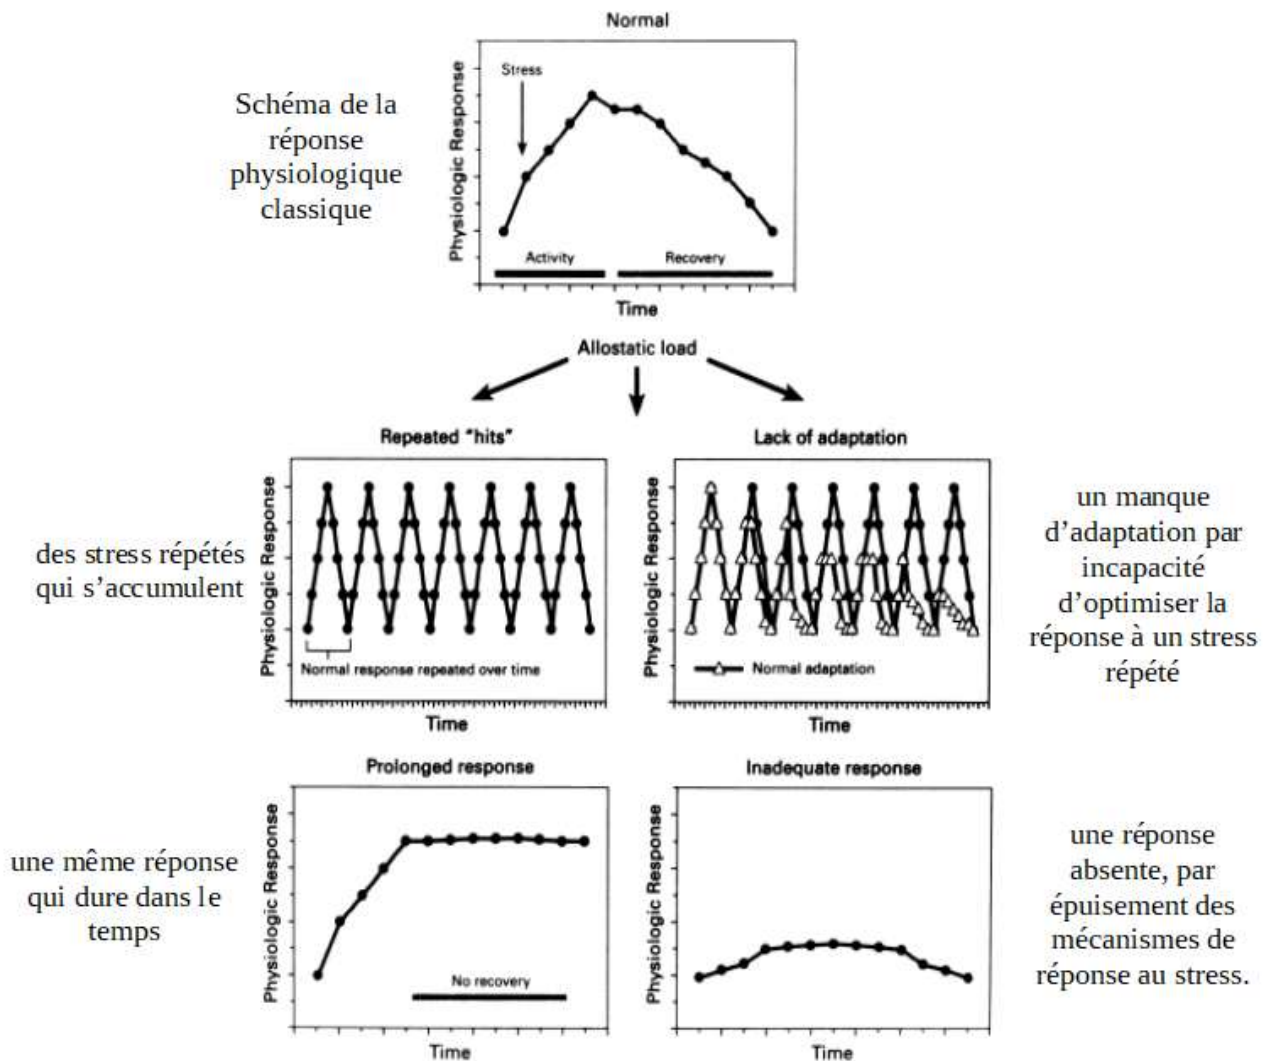 Normal
Schéma de la
réponse
physiologique
classique
Physiologic Response
Stress
Activity
Recovery
Time
Allostatic load
Repeated "hits"
des stress répétés
qui s'accumulent
Physiologic Response
Normal response repeated over time
Time
Lack of adaptation
Physiologic Response
Normal adaptation
Time
un manque
d'adaptation par
incapacité
d'optimiser la
réponse à un stress
répété
Prolonged response
une même réponse
qui dure dans le
temps
Physiologic Response
No recovery
Time
Inadequate response
Physiologic Response
Time
une réponse
absente, par
épuisement des
mécanismes de
réponse au stress.